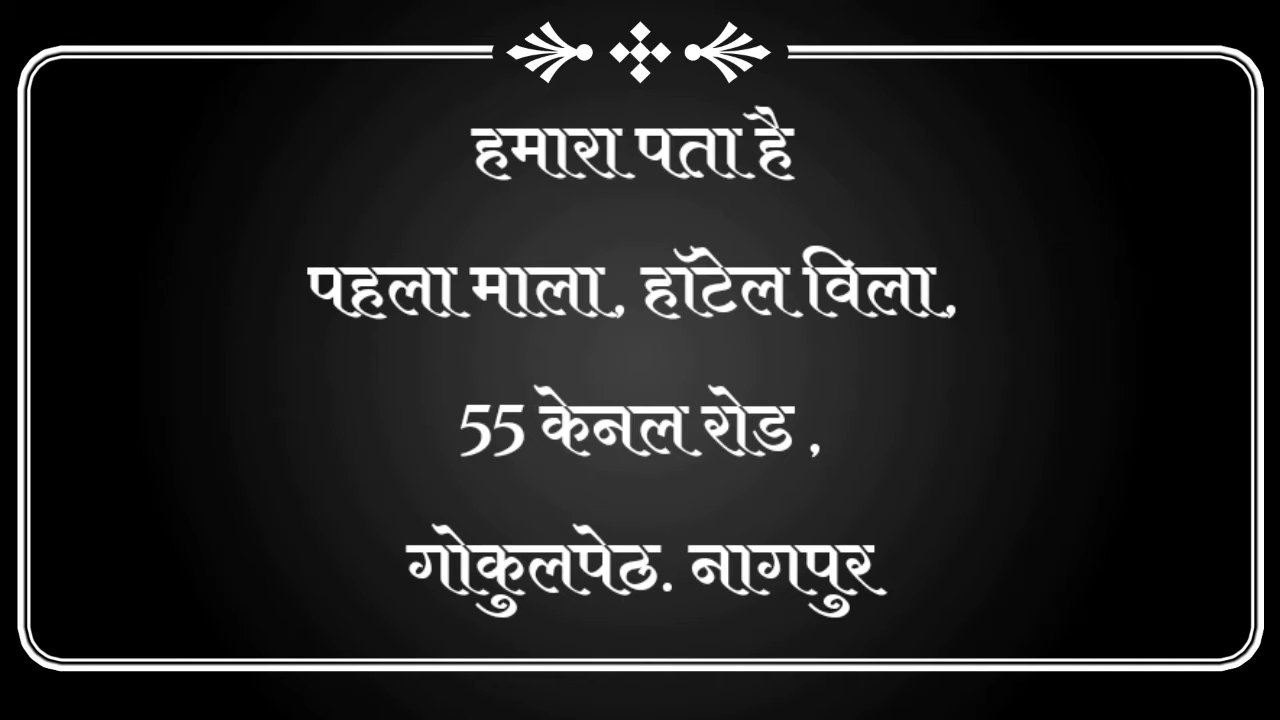 हमारा पता है
पहला माला, हॉटेल विला,
55 केनल रोड ,
गोकुलपेठ. नागपुर